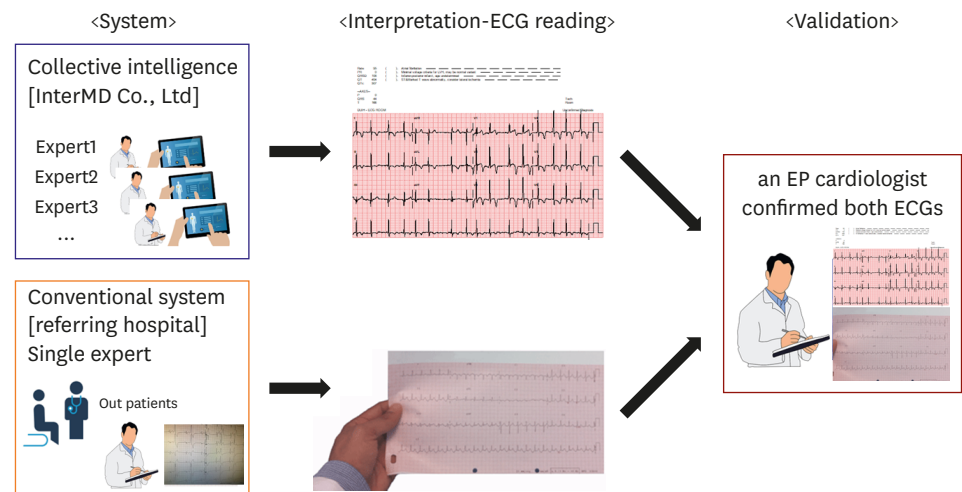 <System>
Collective intelligence
[InterMD Co., Ltd]
Expert1
Expert2
Expert3
...
Conventional system
[referring hospital]
Single expert
Out patients
<Interpretation-ECG reading>
<Validation>
an EP cardiologist
confirmed both ECGs